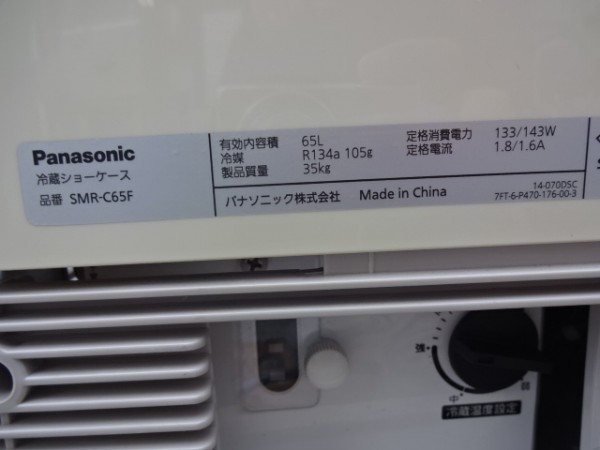 Panasonic
冷蔵ショーケース
品番 SMR-C65F
有効内容積 65L 定格消費電力 133/143W
冷媒 R134a 105g 定格電流 1.8/1.6A
製品質量 35kg
パナソニック株式会社 Made in China
14-070DSC
7FT-6-P470-176-00-3
強
弱
中
冷蔵温度設定